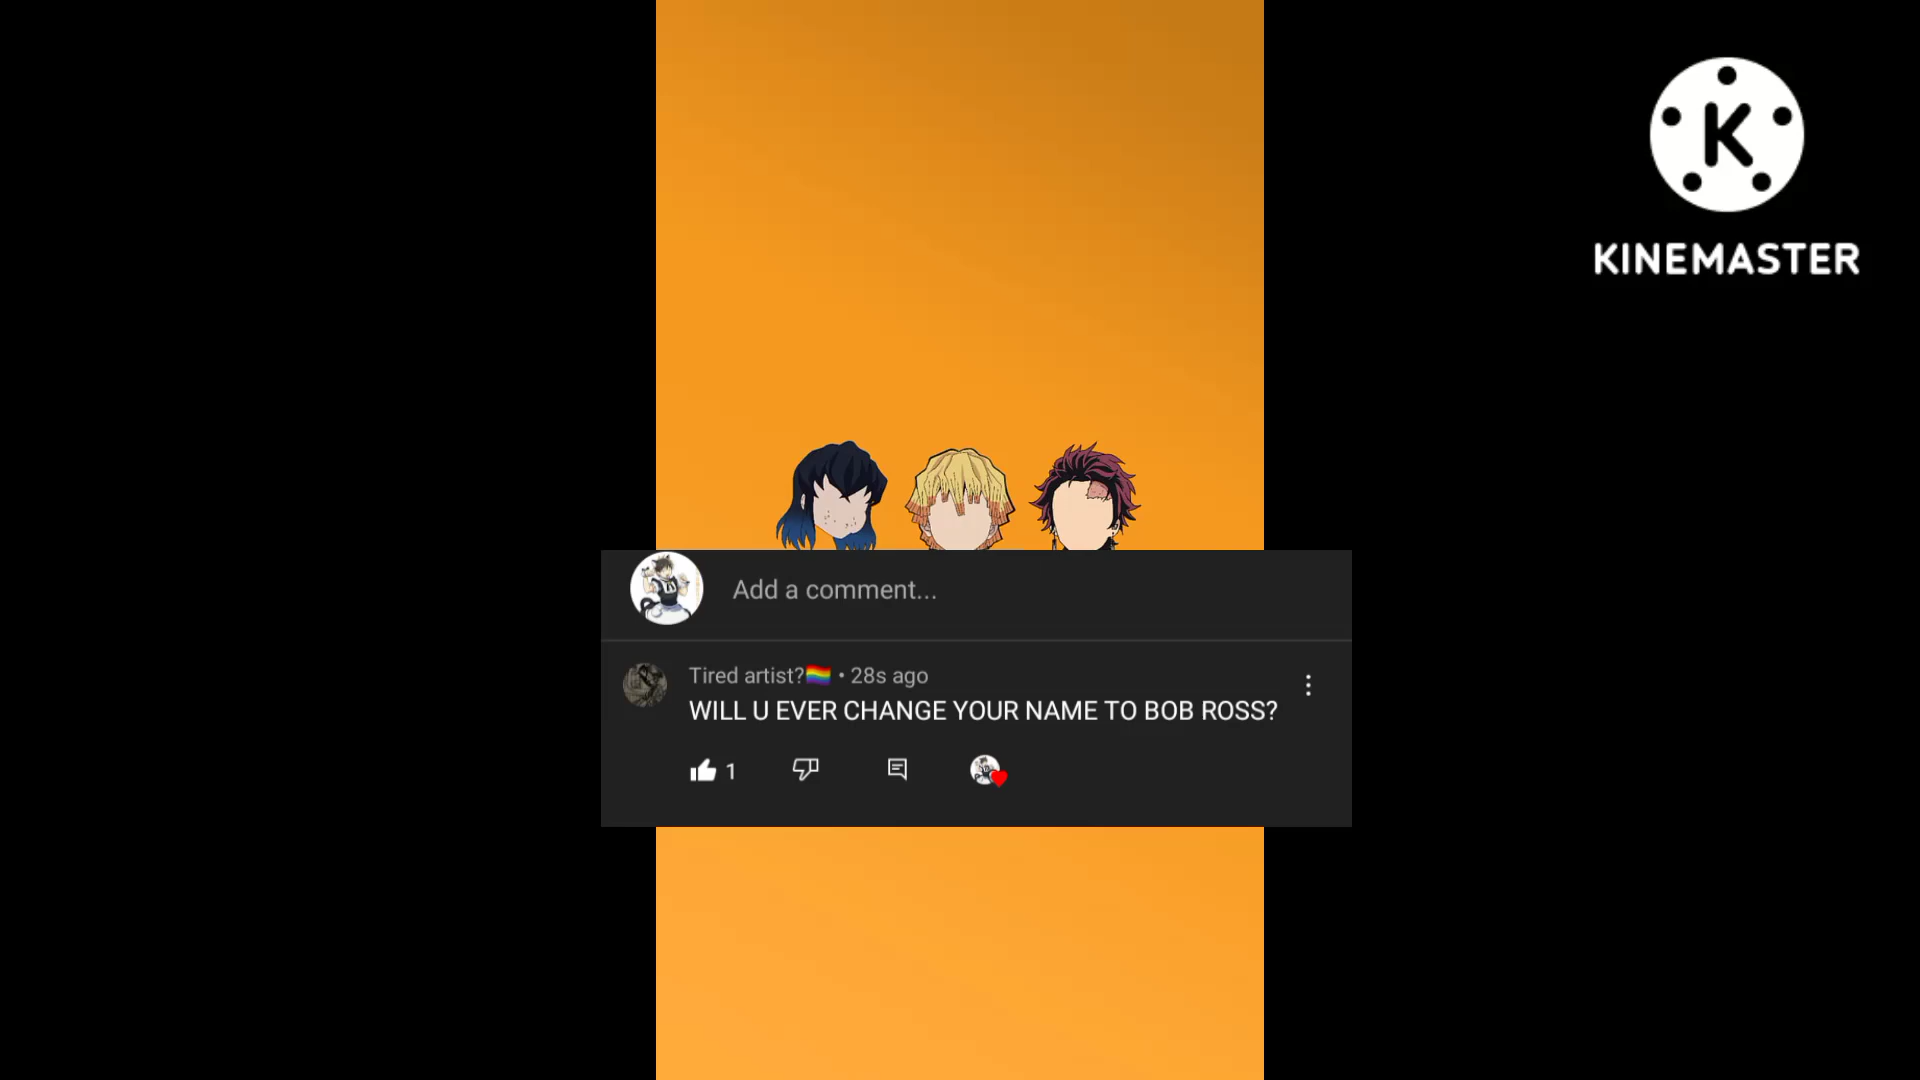 K
KINEMASTER
Add a comment...
Tired artist?🏳️‍🌈 • 28s ago
WILL U EVER CHANGE YOUR NAME TO BOB ROSS?
1